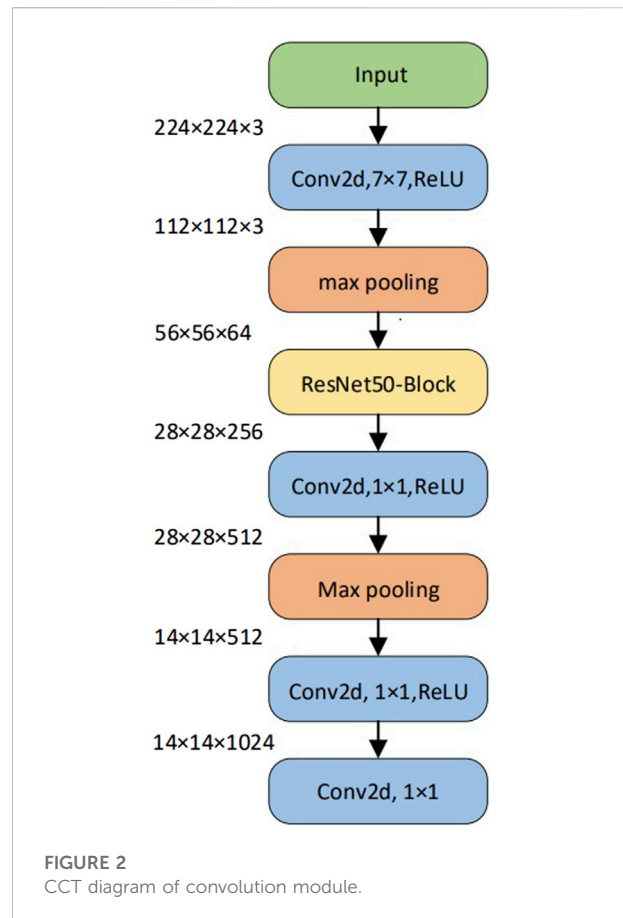 Input
224×224×3
Conv2d,7×7,ReLU
112×112×3
max pooling
56×56×64
ResNet50-Block
28×28×256
Conv2d,1×1,ReLU
28×28×512
Max pooling
14×14×512
Conv2d, 1×1,ReLU
14×14×1024
Conv2d, 1×1
FIGURE 2
CCT diagram of convolution module.